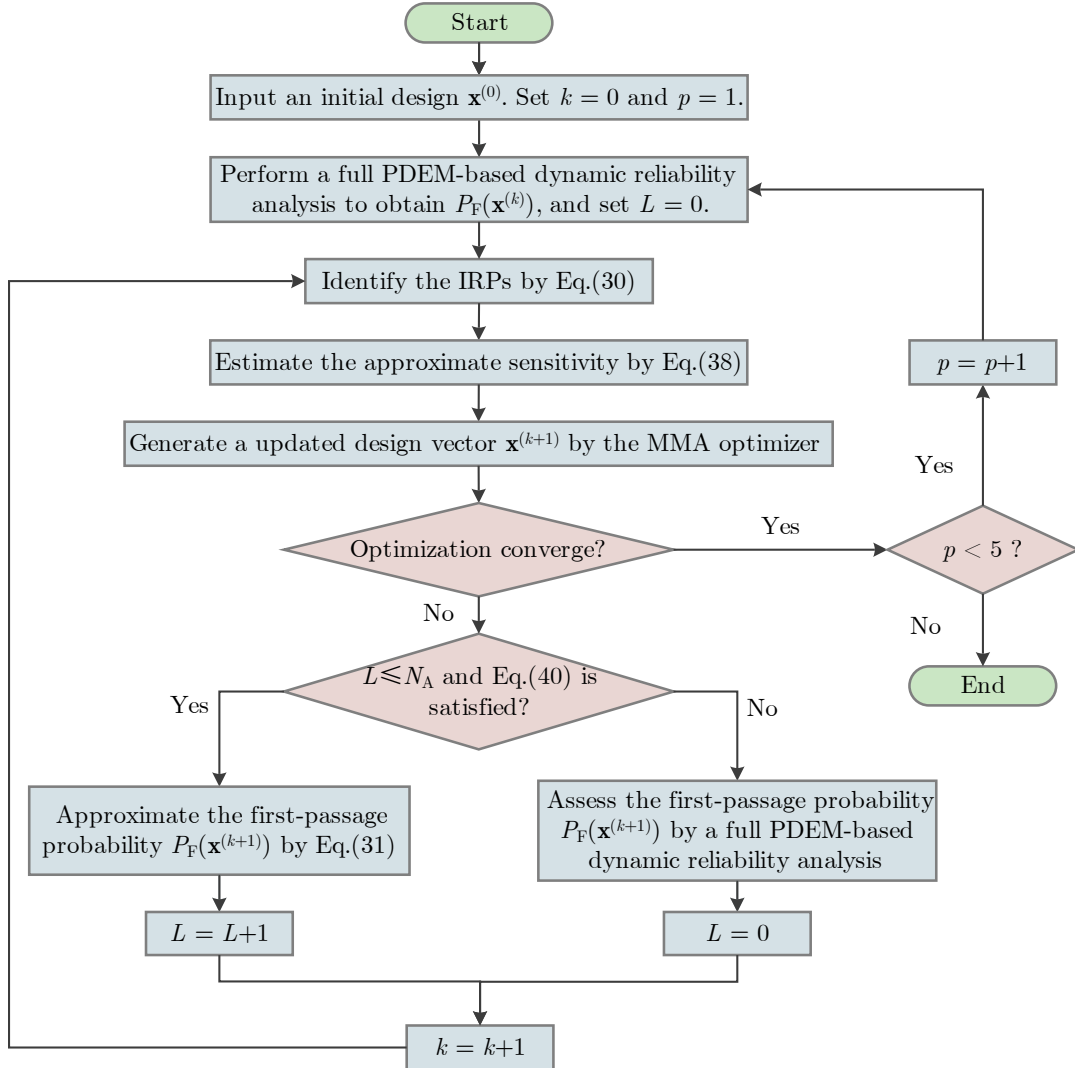 Start
Input an initial design x^(0). Set k = 0 and p = 1.
Perform a full PDEM-based dynamic reliability
analysis to obtain P_F(x^(k)), and set L = 0.
Identify the IRPs by Eq.(30)
Estimate the approximate sensitivity by Eq.(38)
p = p+1
Generate a updated design vector x^(k+1) by the MMA optimizer
Yes
Optimization converge?
Yes
p < 5 ?
No
No
End
L≤N_A and Eq.(40) is
satisfied?
Yes
No
Approximate the first-passage
probability P_F(x^(k+1)) by Eq.(31)
Assess the first-passage probability
P_F(x^(k+1)) by a full PDEM-based
dynamic reliability analysis
L = L+1
L = 0
k = k+1